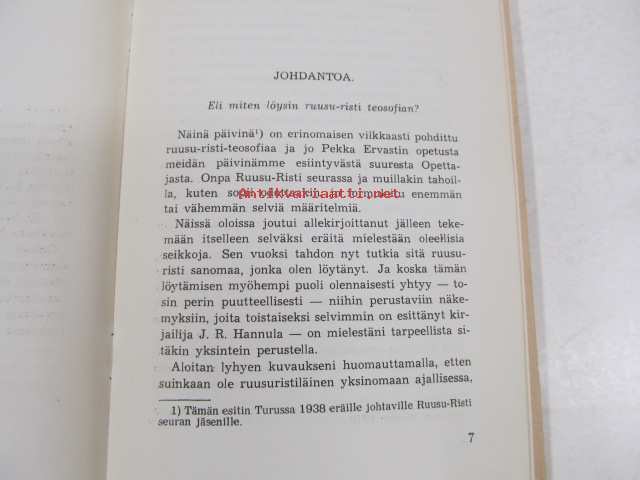 JOHDANTOA.
Eli miten löysin ruusu-risti teosofian?
Näinä päivinä¹) on erinomaisen vilkkaasti pohdittu
ruusu-risti-teosofiaa ja jo Pekka Ervastin opetusta
meidän päivinämme esiintyvästä suuresta Opetta-
jasta. Onpa Ruusu-Risti seurassa ja muillakin tahoil-
la, kuten enemmän
Antikvariaatti.net
tai vähemmän selviä määritelmiä.
Näissä oloissa joutui allekirjoittanut jälleen teke-
mään itselleen selväksi eräitä mielestään oleellisia
seikkoja. Sen vuoksi tahdon nyt tutkia sitä ruusu-
risti sanomaa, jonka olen löytänyt. Ja koska tämän
löytämisen myöhempi puoli olennaisesti yhtyy — to-
sin perin puutteellisesti — niihin perustaviin näke-
myksiin, joita toistaiseksi selvimmin on esittänyt kir-
jailija J. R. Hannula — on mielestäni tarpeellista si-
täkin yksintein perustella.
Aloitan lyhyen kuvaukseni huomauttamalla, etten
suinkaan ole ruusuristiläinen yksinomaan ajallisessa,
1) Tämän esitin Turussa 1938 eräille johtaville Ruusu-Risti
seuran jäsenille.
7